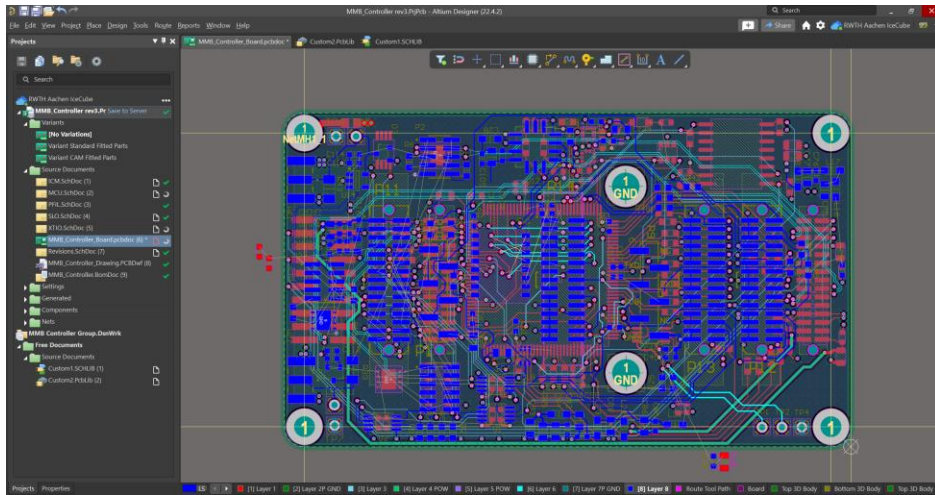 MMB_Controller rev3.PrjPcb - Altium Designer (22.4.2)
Search
File Edit View Project Place Design Tools Route Reports Window Help
Share
RWTH Aachen IceCube
Projects
MMB_Controller_Board.pcbdoc *
Custom2.PcbLib
Custom1.SCHLIB
Search
RWTH Aachen IceCube
MMB_Controller rev3.Pr Save to Server
Variants
[No Variations]
Variant Standard Fitted Parts
Variant CAM Fitted Parts
Source Documents
ICM.SchDoc (1)
MCU.SchDoc (2)
PFIL.SchDoc (3)
SLO.SchDoc (4)
XTIO.SchDoc (5)
MMB_Controller_Board.pcbdoc (6) *
Revisions.SchDoc (7)
MMB_Controller_Drawing.PCBDwf (8)
MMB_Controller.BomDoc (9)
Settings
Generated
Components
Nets
MMB Controller Group.DsnWrk
Free Documents
Source Documents
Custom1.SCHLIB (1)
Custom2.PcbLib (2)
1
1
1
GND
1
GND
1
1
Projects Properties
LS
[1] Layer 1
[2] Layer 2P GND
[3] Layer 3
[4] Layer 4 POW
[5] Layer 5 POW
[6] Layer 6
[7] Layer 7P GND
[8] Layer 8
Route Tool Path
Board
Top 3D Body
Bottom 3D Body
Top 3D Body